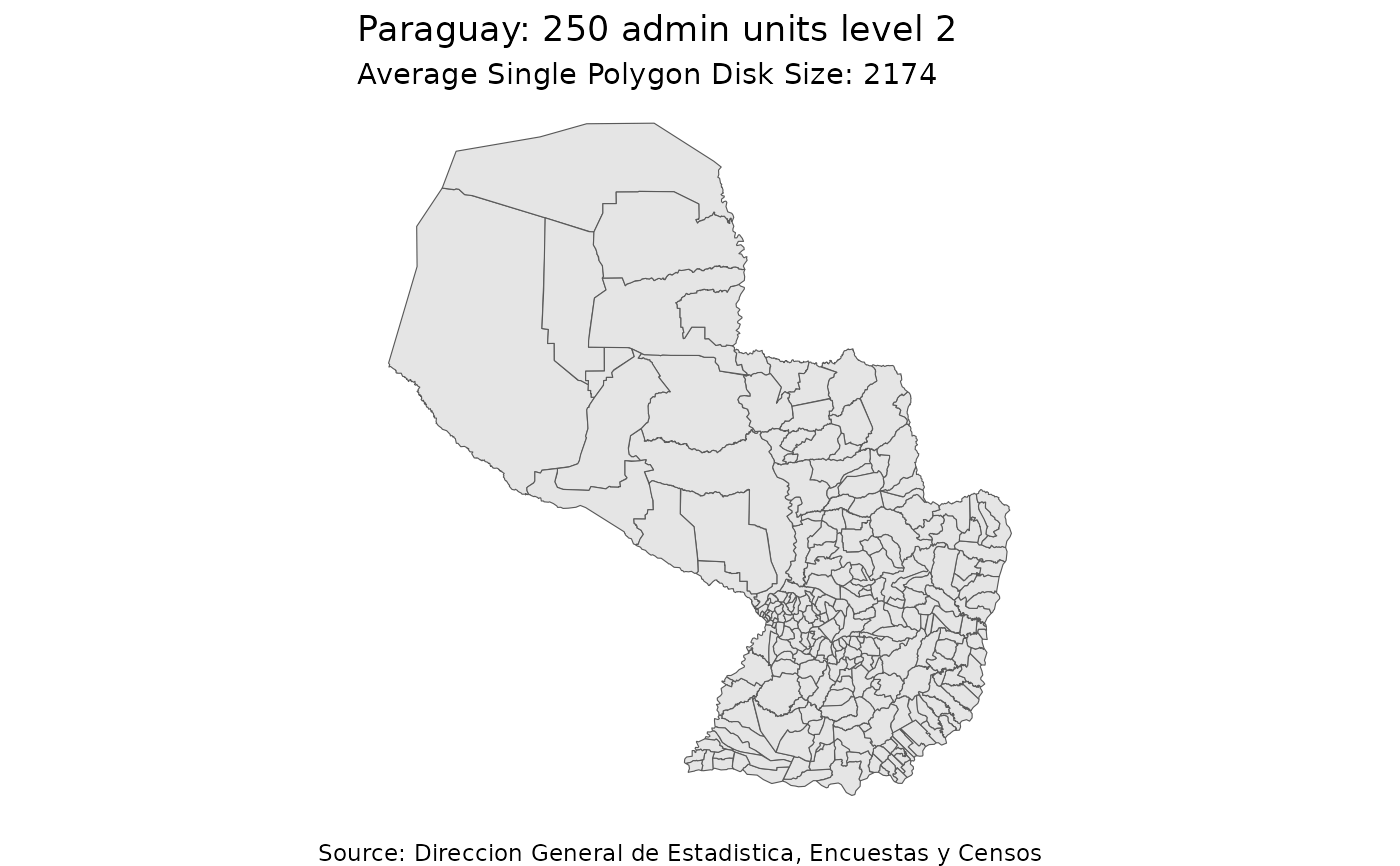 Paraguay: 250 admin units level 2
Average Single Polygon Disk Size: 2174
Source: Direccion General de Estadistica, Encuestas y Censos